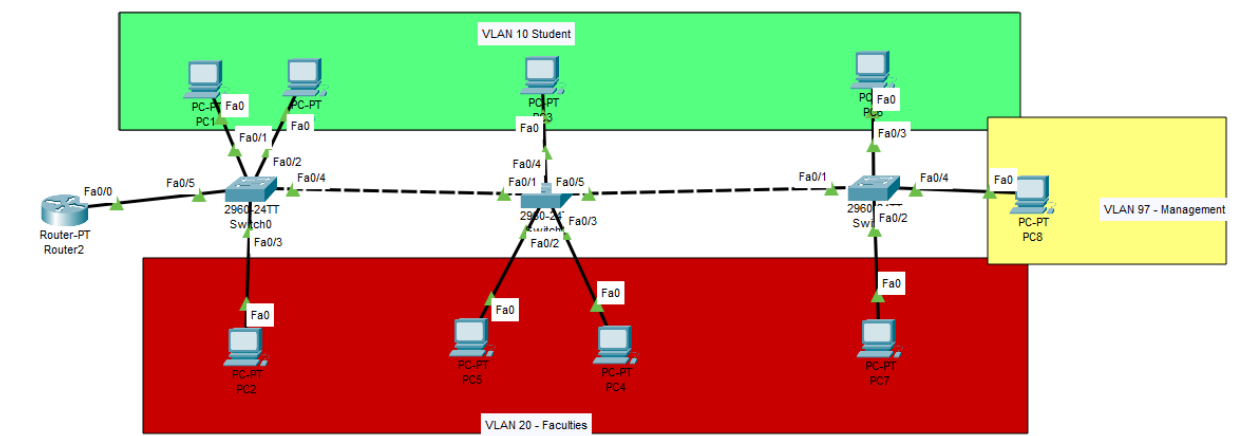 VLAN 10 Student
PC-PT
PC1
Fa0
PC-PT
Fa0
PC-PT
Fa0
Fa0
Fa0/1
Fa0/2
Fa0/4
Fa0/3
Fa0/0
Fa0/5
Fa0/4
Fa0/1
Fa0/5
Fa0/1
Fa0/4
Fa0
VLAN 97 - Management
Router-PT
Router2
2960-24TT
Switch0
Fa0/3
Fa0/3
Fa0/2
Fa0/2
PC-PT
PC8
Fa0
Fa0
Fa0
Fa0
PC-PT
PC2
PC-PT
PC5
PC-PT
PC4
PC-PT
PC7
VLAN 20 - Faculties